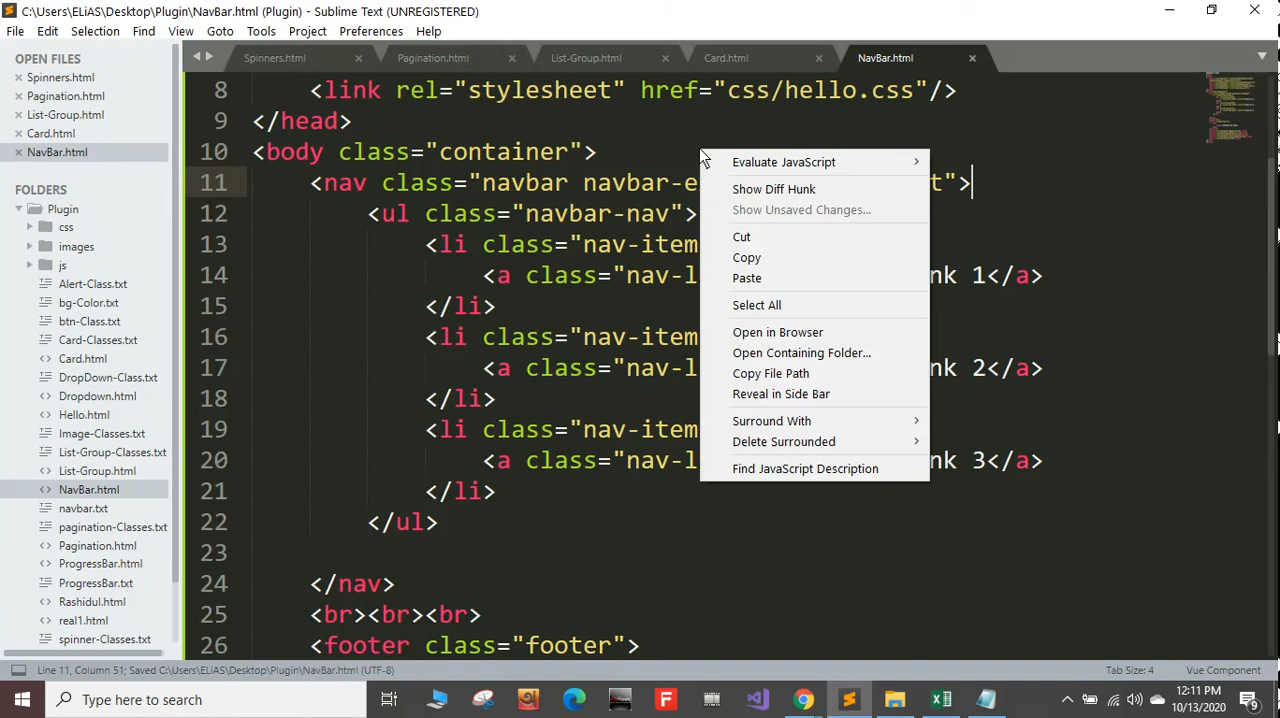 C:\Users\ELiAS\Desktop\Plugin\NavBar.html (Plugin) - Sublime Text (UNREGISTERED)
File Edit Selection Find View Goto Tools Project Preferences Help
OPEN FILES
Spinners.html
Pagination.html
List-Group.html
Card.html
NavBar.html
FOLDERS
Plugin
css
images
js
Alert-Class.txt
bg-Color.txt
btn-Class.txt
Card-Classes.txt
Card.html
DropDown-Class.txt
Dropdown.html
Hello.html
Image-Classes.txt
List-Group-Classes.txt
List-Group.html
NavBar.html
navbar.txt
pagination-Classes.txt
Pagination.html
ProgressBar.html
ProgressBar.txt
Rashidul.html
real1.html
spinner-Classes.txt
Spinners.html Pagination.html List-Group.html Card.html NavBar.html
8 <link rel="stylesheet" href="css/hello.css"/>
9 </head>
10 <body class="container">
11 <nav class="navbar navbar-e t">
12 <ul class="navbar-nav">
13 <li class="nav-item
14 <a class="nav-l nk 1</a>
15 </li>
16 <li class="nav-item
17 <a class="nav-l nk 2</a>
18 </li>
19 <li class="nav-item
20 <a class="nav-l nk 3</a>
21 </li>
22 </ul>
23
24 </nav>
25 <br><br><br>
26 <footer class="footer">
Evaluate JavaScript
Show Diff Hunk
Show Unsaved Changes...
Cut
Copy
Paste
Select All
Open in Browser
Open Containing Folder...
Copy File Path
Reveal in Side Bar
Surround With
Delete Surrounded
Find JavaScript Description
Line 11, Column 51; Saved C:\Users\ELiAS\Desktop\Plugin\NavBar.html (UTF-8) Tab Size: 4 Vue Component
Type here to search
12:11 PM
10/13/2020
9